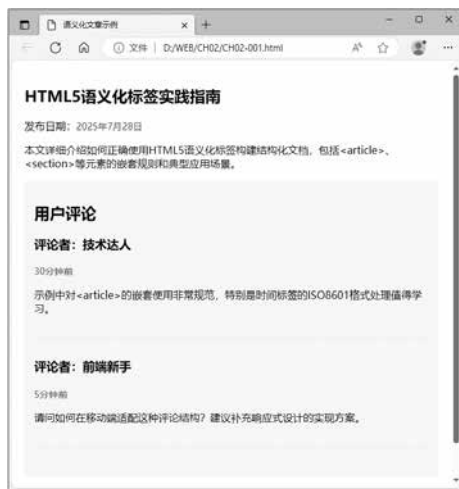 语义化文章示例
文件 D:/WEB/CH02/CH02-001.html
HTML5语义化标签实践指南
发布日期：2025年7月28日
本文详细介绍如何正确使用HTML5语义化标签构建结构化文档，包括<article>、
<section>等元素的嵌套规则和典型应用场景。
用户评论
评论者：技术达人
30分钟前
示例中对<article>的嵌套使用非常规范，特别是时间标签的ISO8601格式处理值得学
习。
评论者：前端新手
5分钟前
请问如何在移动端适配这种评论结构？建议补充响应式设计的实现方案。